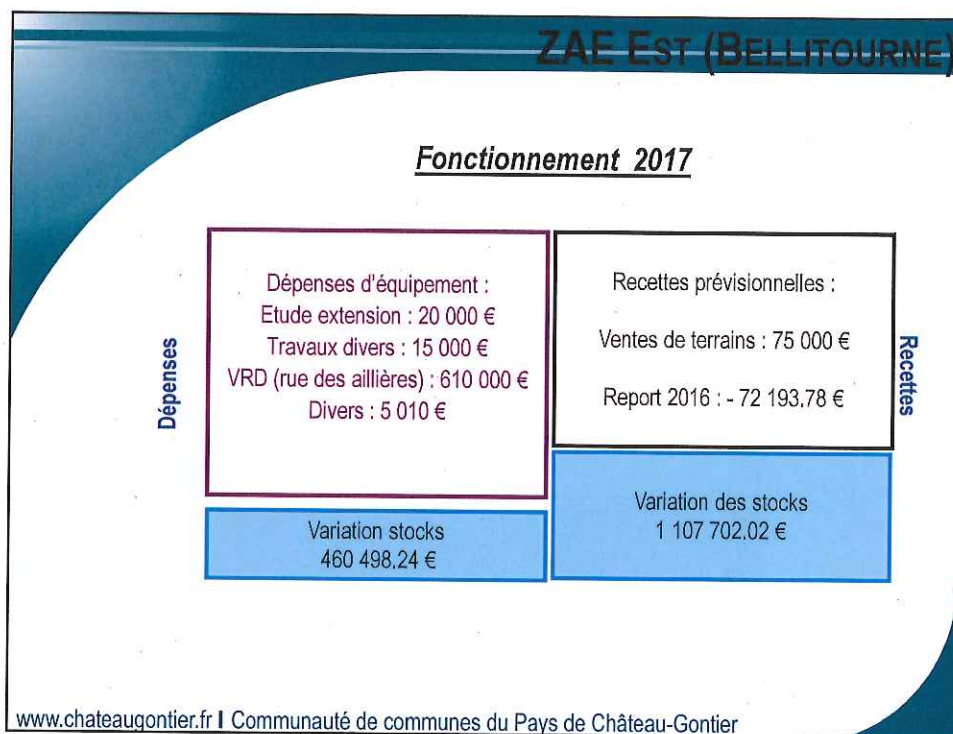 ZAE EST (BELLITOURNE)
Fonctionnement 2017
Dépenses
Dépenses d'équipement :
Etude extension : 20 000 €
Travaux divers : 15 000 €
VRD (rue des aillières) : 610 000 €
Divers : 5 010 €
Variation stocks
460 498.24 €
Recettes prévisionnelles :
Ventes de terrains : 75 000 €
Report 2016 : - 72 193.78 €
Variation des stocks
1 107 702.02 €
Recettes
www.chateaugontier.fr I Communauté de communes du Pays de Château-Gontier